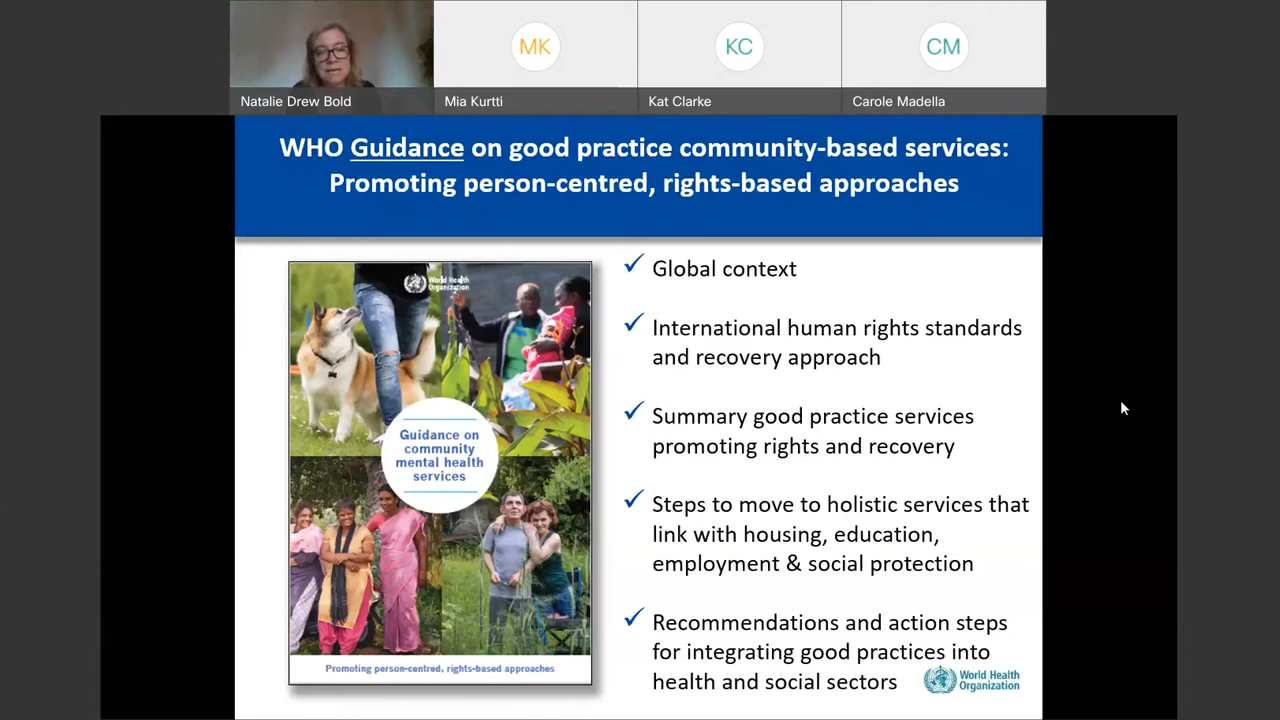 MK
KC
CM
Natalie Drew Bold
Mia Kurtti
Kat Clarke
Carole Madella
WHO Guidance on good practice community-based services:
Promoting person-centred, rights-based approaches
World Health
Organization
Guidance on
community
mental health
services
Promoting person-centred, rights-based approaches
✓ Global context
✓ International human rights standards
and recovery approach
✓ Summary good practice services
promoting rights and recovery
✓ Steps to move to holistic services that
link with housing, education,
employment & social protection
✓ Recommendations and action steps
for integrating good practices into
health and social sectors
World Health
Organization